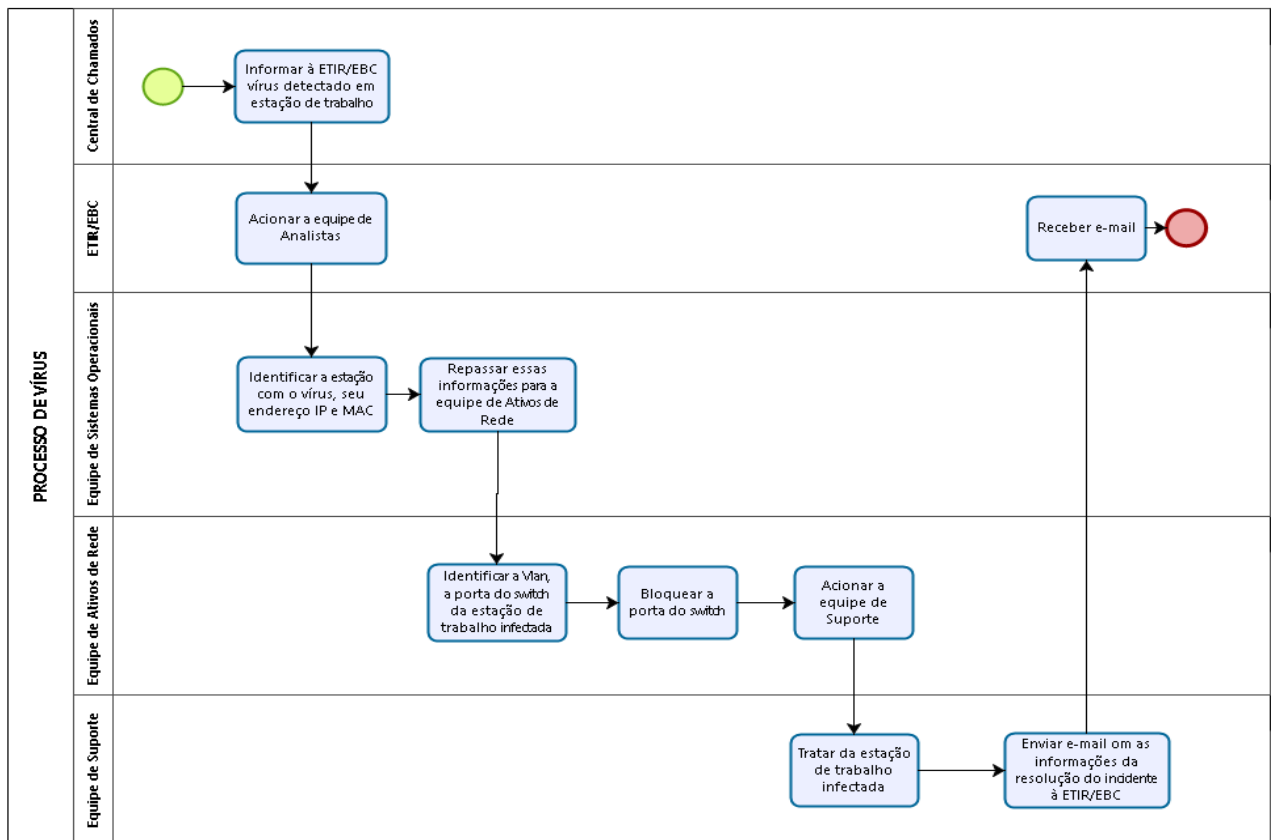 PROCESSO DE VÍRUS
Central de Chamados
Informar à ETIR/EBC
vírus detectado em
estação de trabalho
ETIR/EBC
Acionar a equipe de
Analistas
Receber e-mail
Equipe de Sistemas Operacionais
Identificar a estação
com o vírus, seu
endereço IP e MAC
Repassar essas
informações para a
equipe de Ativos de
Rede
Equipe de Ativos de Rede
Identificar a Vlan,
a porta do switch
da estação de
trabalho infectada
Bloquear a
porta do switch
Acionar a
equipe de
Suporte
Equipe de Suporte
Tratar da estação
de trabalho
infectada
Enviar e-mail om as
informações da
resolução do incidente
à ETIR/EBC